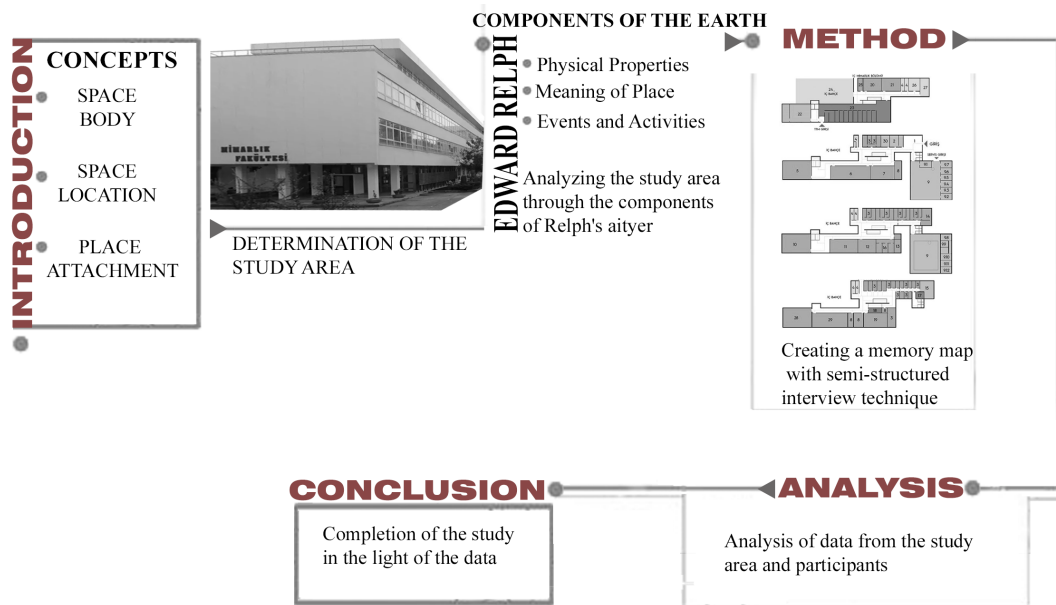 INTRODUCTION
CONCEPTS
SPACE
BODY
SPACE
LOCATION
PLACE
ATTACHMENT
MİMARLIK
FAKÜLTESİ
DETERMINATION OF THE
STUDY AREA
COMPONENTS OF THE EARTH
EDWARD RELPH
Physical Properties
Meaning of Place
Events and Activities
Analyzing the study area
through the components
of Relph's aityer
METHOD
Creating a memory map
with semi-structured
interview technique
ANALYSIS
Analysis of data from the study
area and participants
CONCLUSION
Completion of the study
in the light of the data